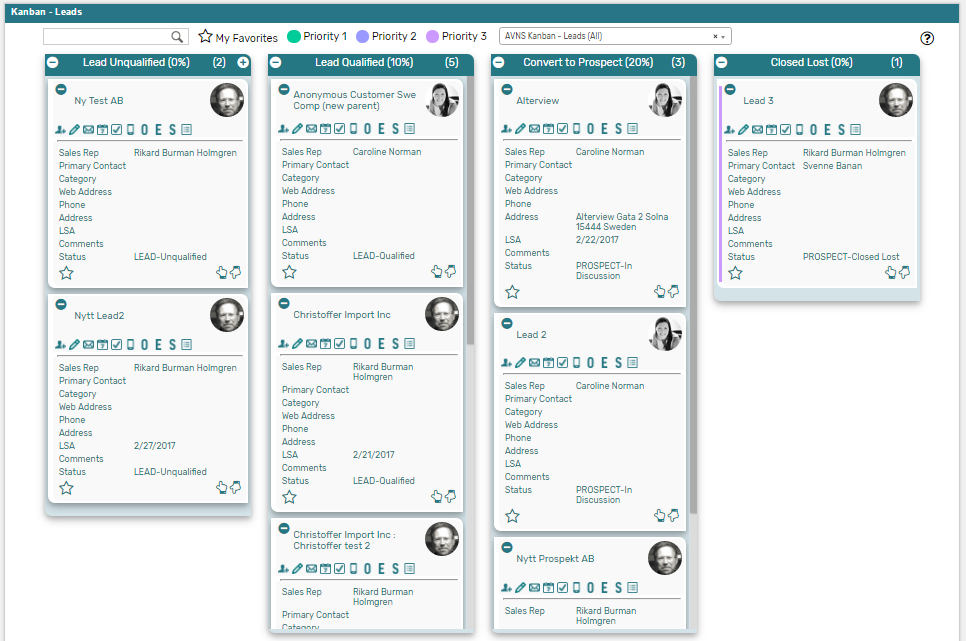 Kanban - Leads
My Favorites Priority 1 Priority 2 Priority 3 AVNS Kanban - Leads (All)
Lead Unqualified (0%) (2)
Ny Test AB
O E S
Sales Rep Rikard Burman Holmgren
Primary Contact
Category
Web Address
Phone
Address
LSA
Comments
Status LEAD-Unqualified
Nytt Lead2
O E S
Sales Rep Rikard Burman Holmgren
Primary Contact
Category
Web Address
Phone
Address
LSA 2/27/2017
Comments
Status LEAD-Unqualified
Lead Qualified (10%) (5)
Anonymous Customer Swe
Comp (new parent)
O E S
Sales Rep Caroline Norman
Primary Contact
Category
Web Address
Phone
Address
LSA
Comments
Status LEAD-Qualified
Christoffer Import Inc
O E S
Sales Rep Rikard Burman
Holmgren
Primary Contact
Category
Web Address
Phone
Address
LSA 2/21/2017
Comments
Status LEAD-Qualified
Christoffer Import Inc :
Christoffer test 2
O E S
Sales Rep Rikard Burman
Holmgren
Primary Contact
Category
Convert to Prospect (20%) (3)
Alterview
O E S
Sales Rep Caroline Norman
Primary Contact
Category
Web Address
Phone
Address Alterview Gata 2 Solna
15444 Sweden
LSA 2/22/2017
Comments
Status PROSPECT-In
Discussion
Lead 2
O E S
Sales Rep Caroline Norman
Primary Contact
Category
Web Address
Phone
Address
LSA
Comments
Status PROSPECT-In
Discussion
Nytt Prospekt AB
O E S
Sales Rep Rikard Burman
Holmgren
Closed Lost (0%) (1)
Lead 3
O E S
Sales Rep Rikard Burman Holmgren
Primary Contact Svenne Banan
Category
Web Address
Phone
Address
LSA
Comments
Status PROSPECT-Closed Lost